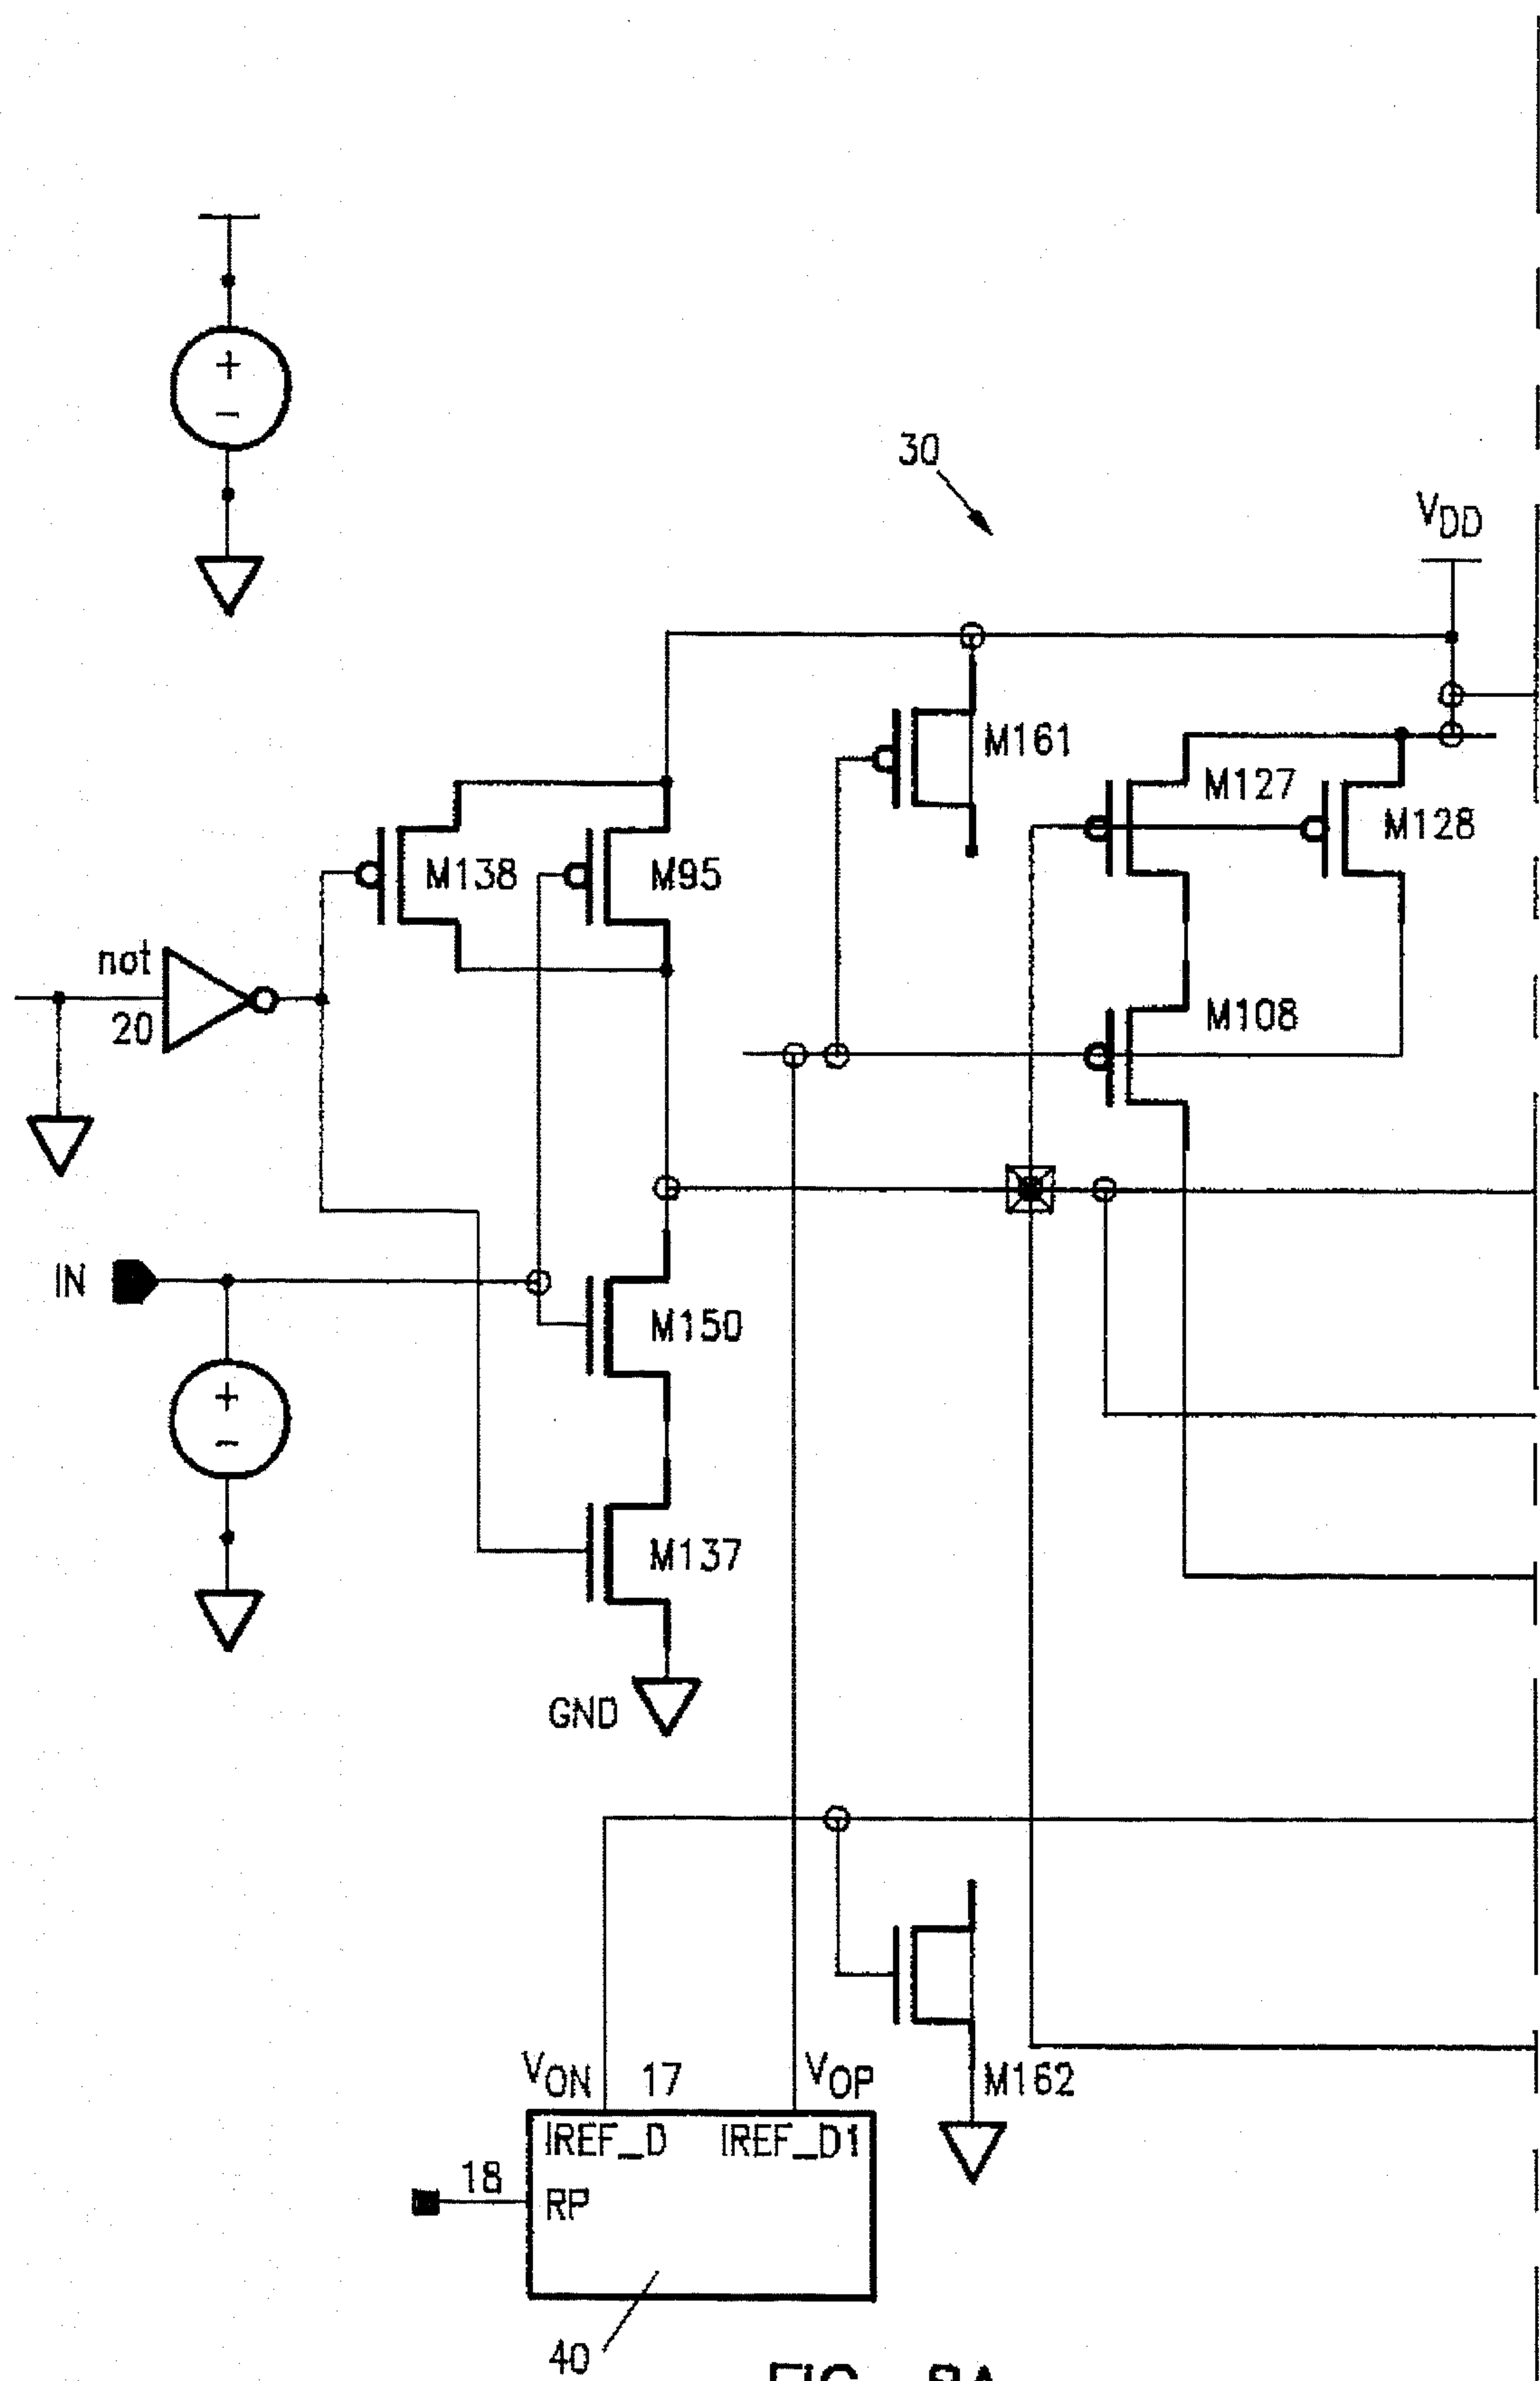 +
−
30
VDD
M161
M127
M128
M138
M95
not
20
M108
IN
M150
+
−
M137
GND
VON
17
VOP
M162
IREF_D
IREF_D1
18
RP
40